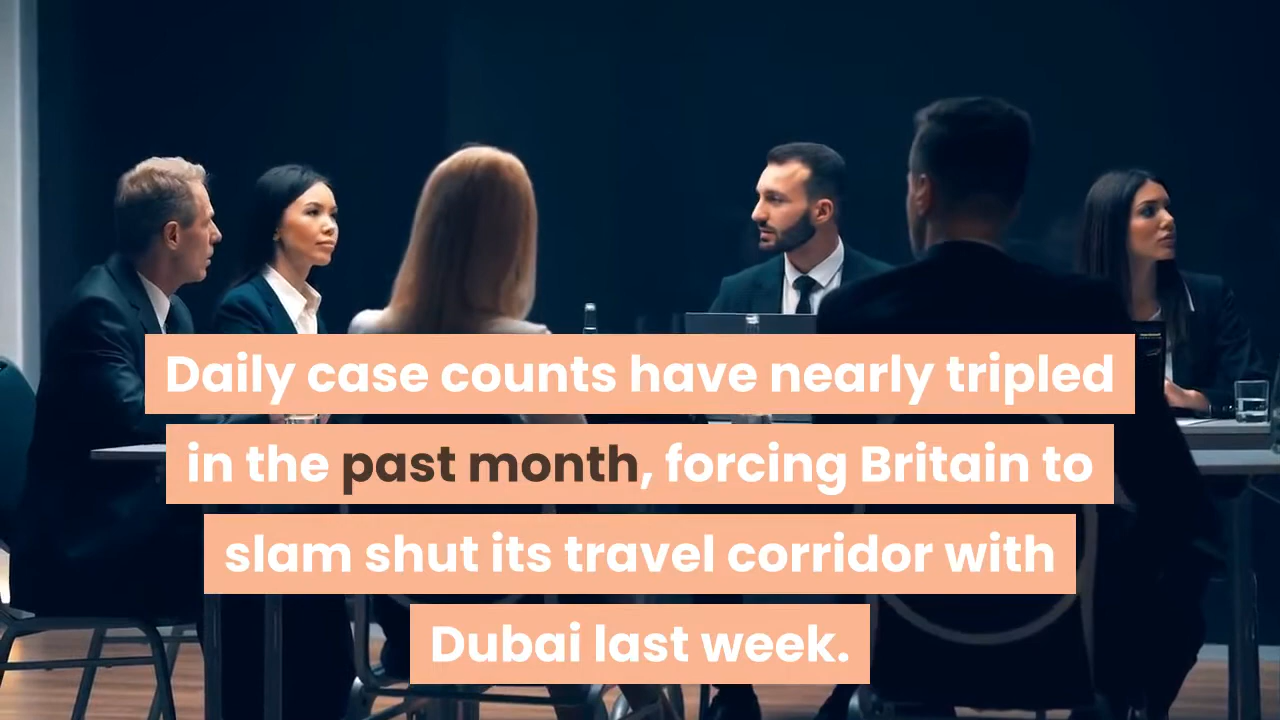 Daily case counts have nearly tripled
in the past month, forcing Britain to
slam shut its travel corridor with
Dubai last week.